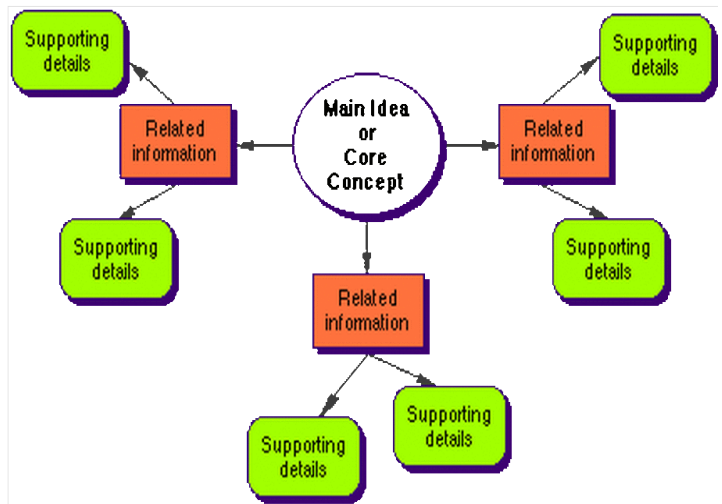 Supporting
details
Supporting
details
Main Idea
or
Core
Concept
Related
information
Related
information
Supporting
details
Supporting
details
Related
information
Supporting
details
Supporting
details